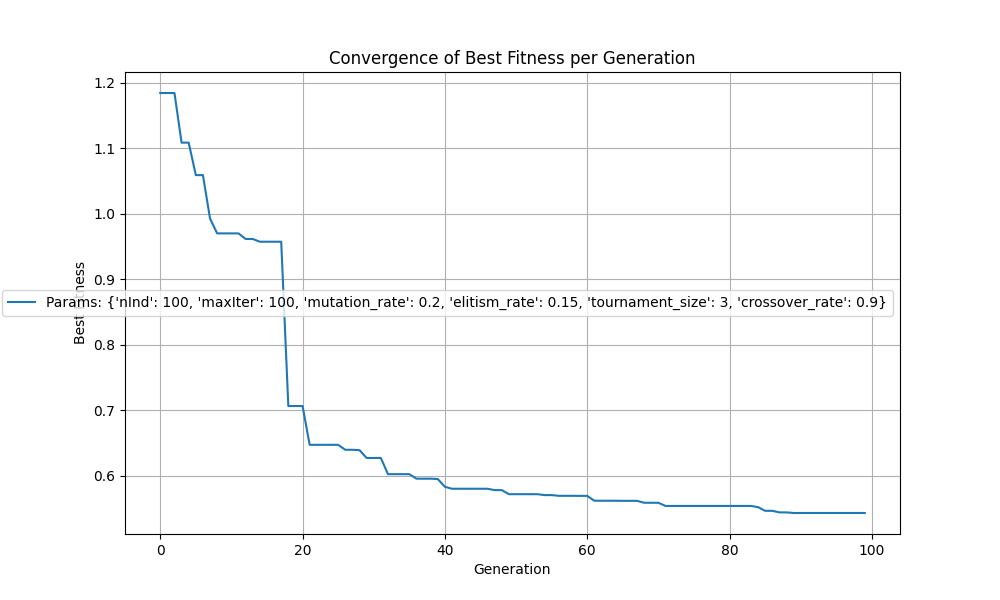 Convergence of Best Fitness per Generation
1.2
1.1
1.0
0.9
0.8
0.7
0.6
Best Fitness
Params: {'nInd': 100, 'maxIter': 100, 'mutation_rate': 0.2, 'elitism_rate': 0.15, 'tournament_size': 3, 'crossover_rate': 0.9}
0 20 40 60 80 100
Generation